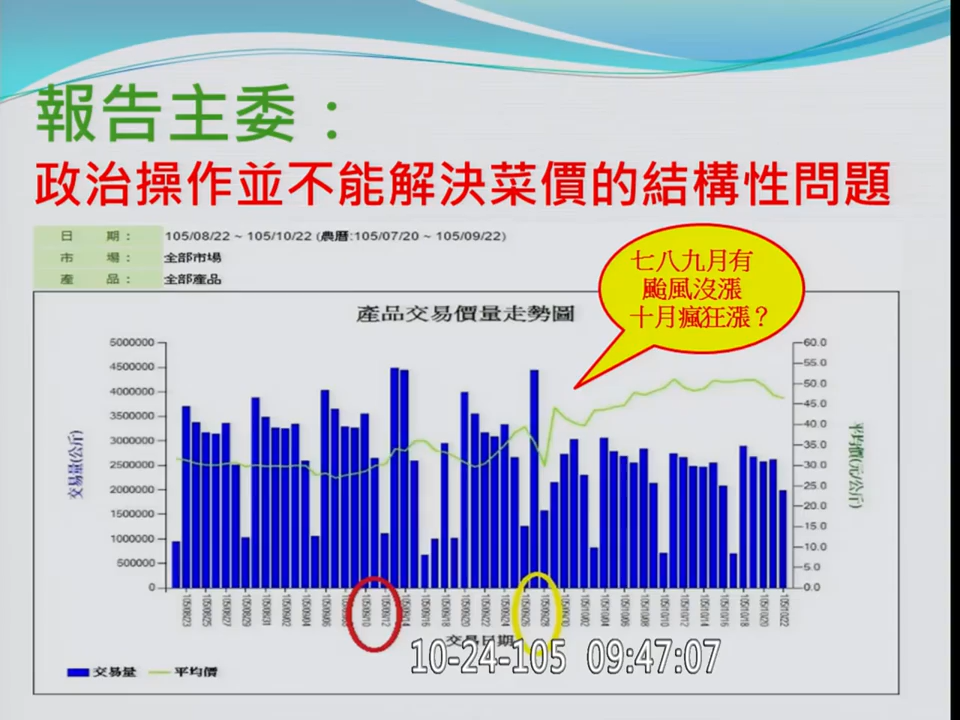 報告主委：
政治操作並不能解決菜價的結構性問題
日 期： 105/08/22 ~ 105/10/22 (農曆:105/07/20 ~ 105/09/22)
市 場： 全部市場
產 品： 全部產品
七八九月有
颱風沒漲
十月瘋狂漲？
產品交易價量走勢圖
5000000
4500000
4000000
3500000
3000000
2500000
2000000
1500000
1000000
500000
0
交易量(公斤)
60.0
55.0
50.0
45.0
40.0
35.0
30.0
25.0
20.0
15.0
10.0
5.0
0.0
平均價(元/公斤)
交易日期
10-24-105 09:47:07
交易量 平均價